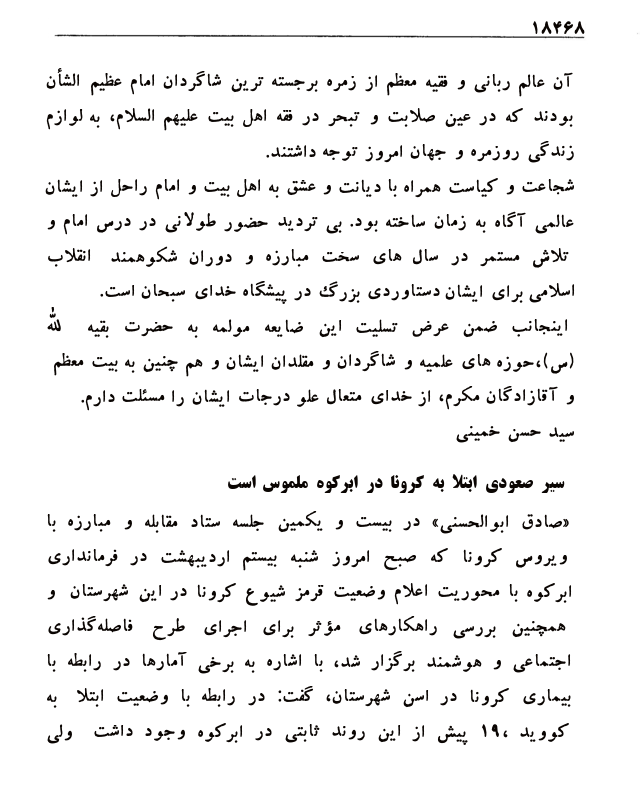 ۱۸۴۶۸
آن عالم ربانی و فقیه معظم از زمره برجسته ترین شاگردان امام عظیم الشأن
بودند که در عین صلابت و تبحر در فقه اهل بیت علیهم السلام، به لوازم
زندگی روزمره و جهان امروز توجه داشتند.
شجاعت و کیاست همراه با دیانت و عشق به اهل بیت و امام راحل از ایشان
عالمی آگاه به زمان ساخته بود. بی تردید حضور طولانی در درس امام و
تلاش مستمر در سال های سخت مبارزه و دوران شکوهمند انقلاب
اسلامی برای ایشان دستاوردی بزرگ در پیشگاه خدای سبحان است.
اینجانب ضمن عرض تسلیت این ضایعه مولمه به حضرت بقیه لله
(س)،حوزه های علمیه و شاگردان و مقلدان ایشان و هم چنین به بیت معظم
و آقازادگان مکرم، از خدای متعال علو درجات ایشان را مسئلت دارم.
سید حسن خمینی
سیر صعودی ابتلا به کرونا در ابرکوه ملموس است
«صادق ابوالحسنی» در بیست و یکمین جلسه ستاد مقابله و مبارزه با
ویروس کرونا که صبح امروز شنبه بیستم اردیبهشت در فرمانداری
ابرکوه با محوریت اعلام وضعیت قرمز شیوع کرونا در این شهرستان و
همچنین بررسی راهکارهای مؤثر برای اجرای طرح فاصله‌گذاری
اجتماعی و هوشمند برگزار شد، با اشاره به برخی آمارها در رابطه با
بیماری کرونا در اسن شهرستان، گفت: در رابطه با وضعیت ابتلا به
کووید ،۱۹ پیش از این روند ثابتی در ابرکوه وجود داشت ولی